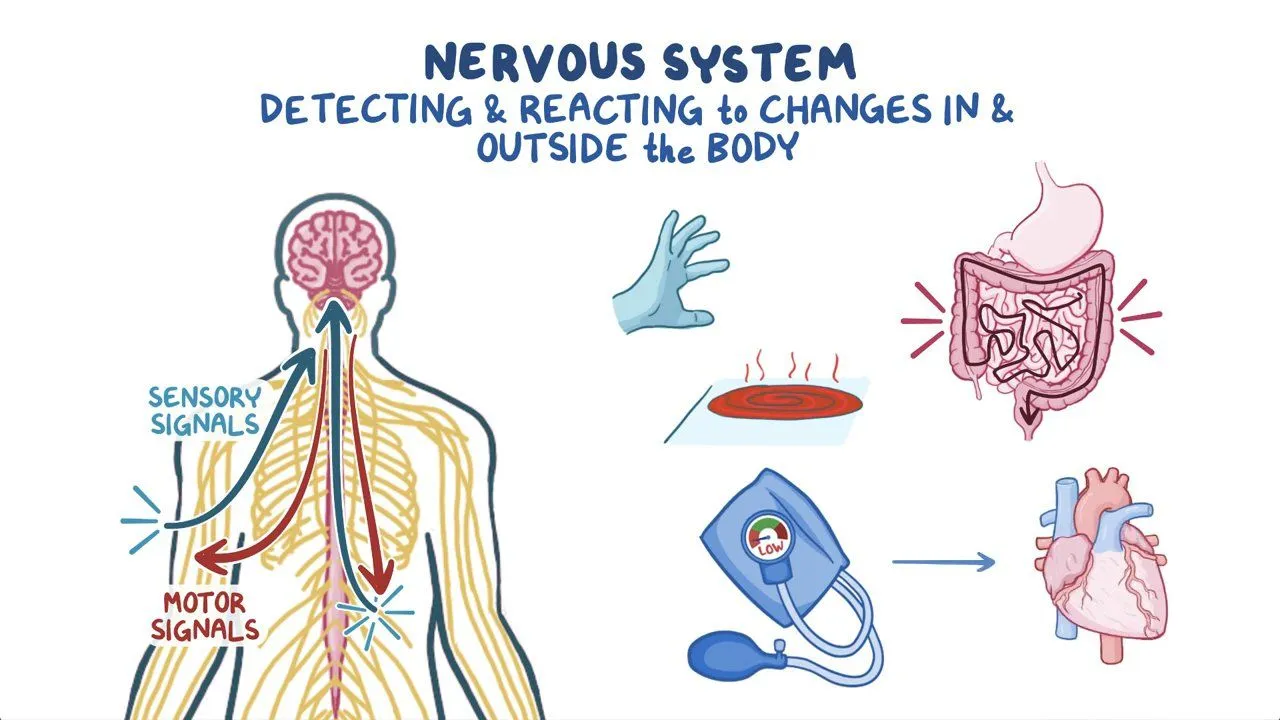 NERVOUS SYSTEM
DETECTING & REACTING to CHANGES IN &
OUTSIDE the BODY
SENSORY
SIGNALS
MOTOR
SIGNALS
LOW